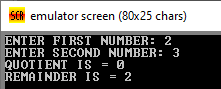 emulator screen (80x25 chars)
ENTER FIRST NUMBER: 2
ENTER SECOND NUMBER: 3
QUOTIENT IS = 0
REMAINDER IS = 2